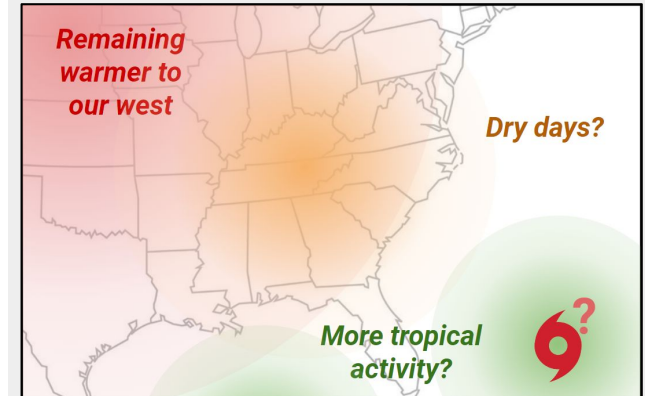 Remaining
warmer to
our west
Dry days?
More tropical
activity?
?